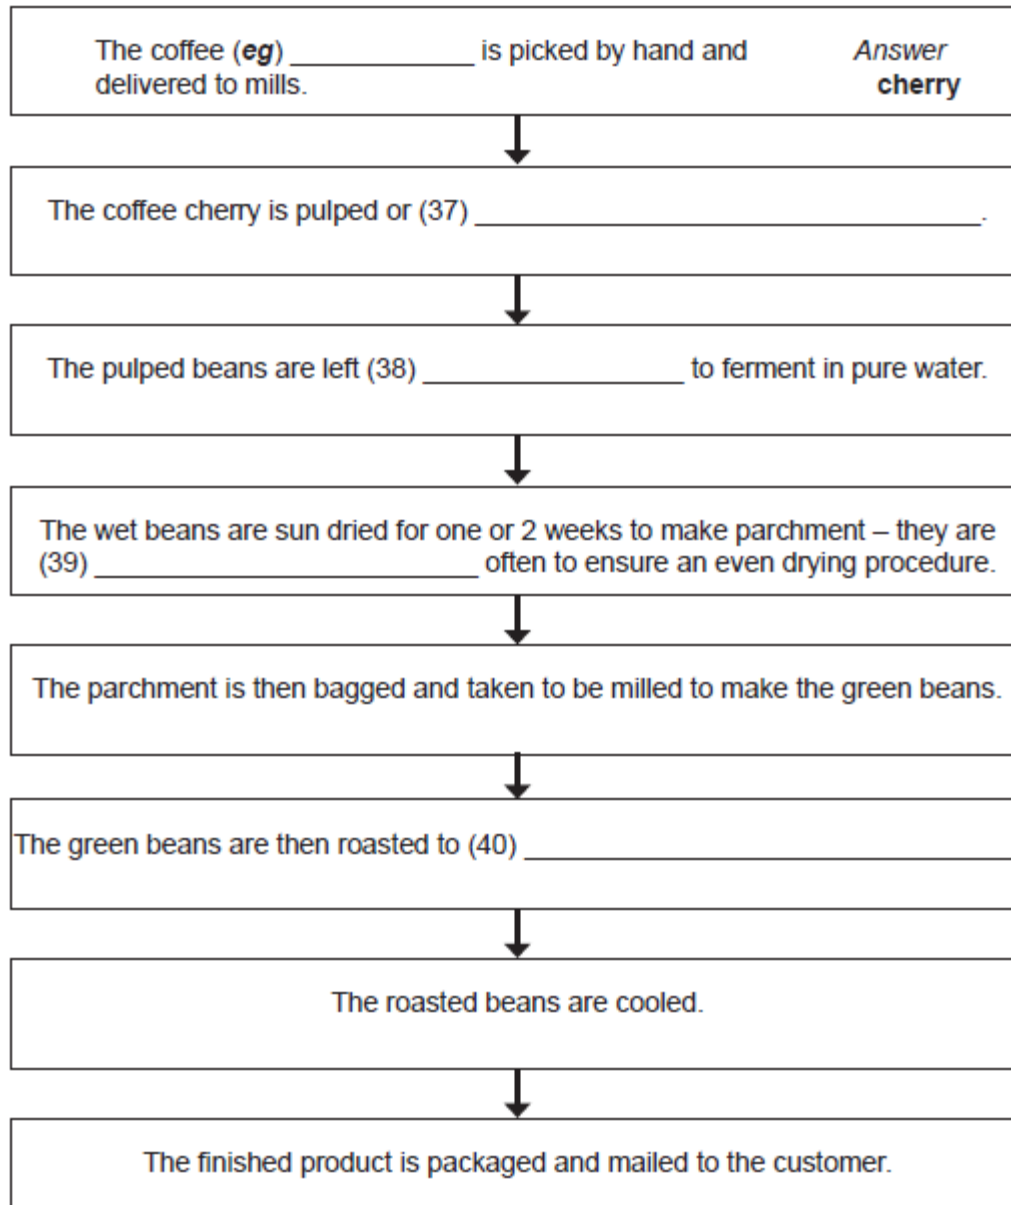 The coffee (eg) ____________ is picked by hand and Answer
delivered to mills. cherry
The coffee cherry is pulped or (37) _________________________________.
The pulped beans are left (38) _________________ to ferment in pure water.
The wet beans are sun dried for one or 2 weeks to make parchment – they are
(39) _________________________ often to ensure an even drying procedure.
The parchment is then bagged and taken to be milled to make the green beans.
The green beans are then roasted to (40) ________________________________
The roasted beans are cooled.
The finished product is packaged and mailed to the customer.